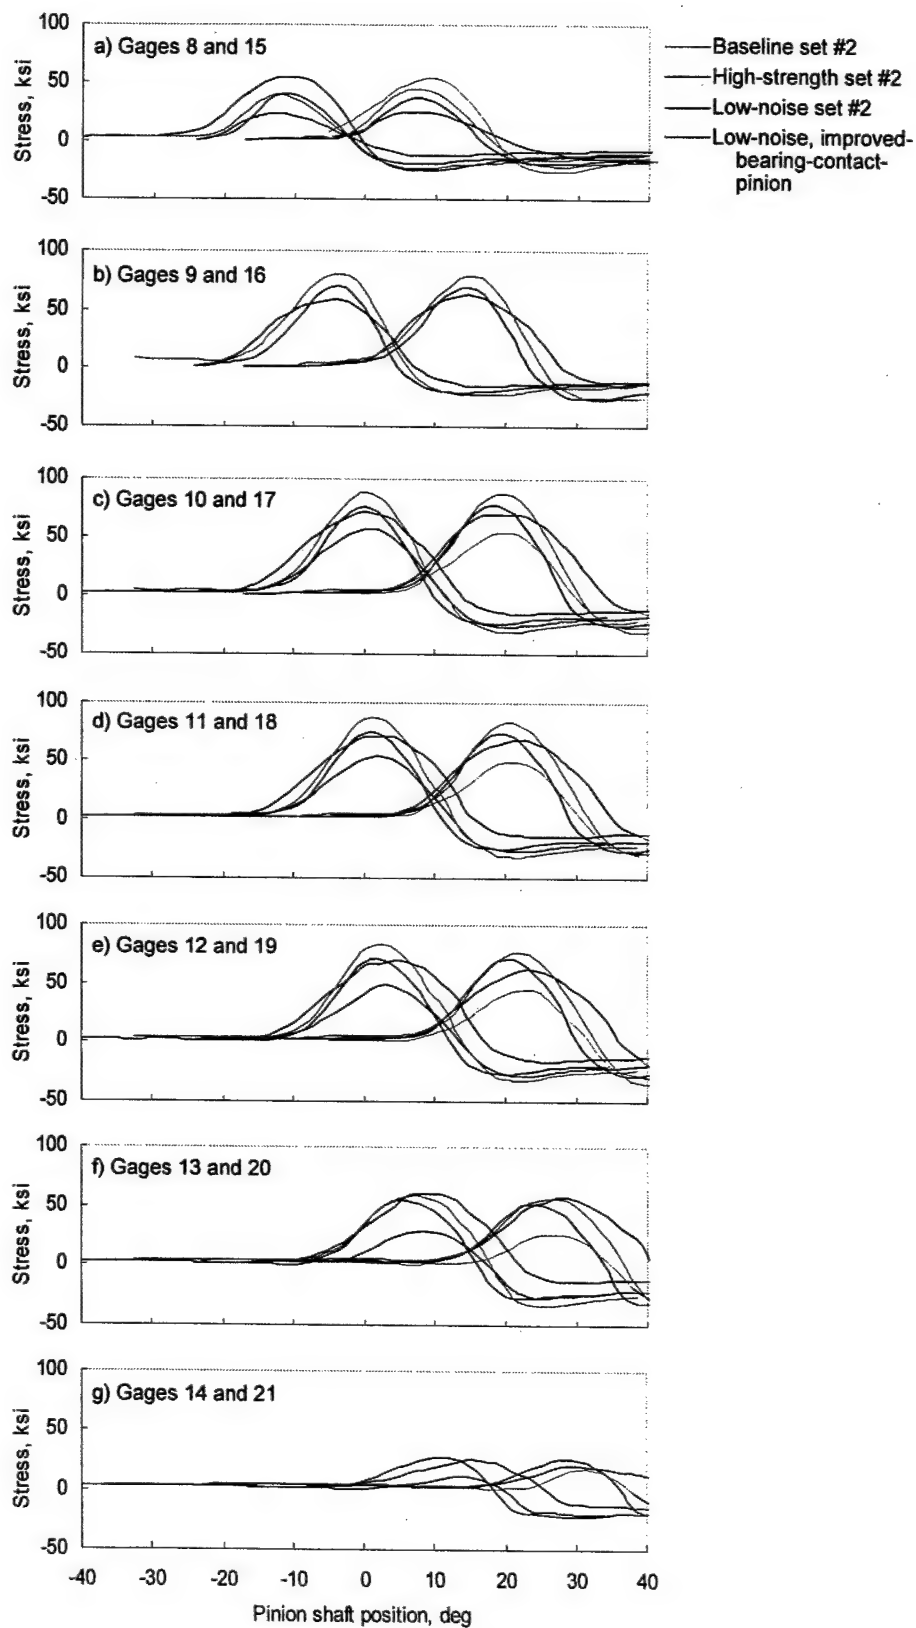 100
50
0
-50
Stress, ksi
a) Gages 8 and 15
Baseline set #2
High-strength set #2
Low-noise set #2
Low-noise, improved-
bearing-contact-
pinion
100
50
0
-50
Stress, ksi
b) Gages 9 and 16
100
50
0
-50
Stress, ksi
c) Gages 10 and 17
100
50
0
-50
Stress, ksi
d) Gages 11 and 18
100
50
0
-50
Stress, ksi
e) Gages 12 and 19
100
50
0
-50
Stress, ksi
f) Gages 13 and 20
100
50
0
-50
Stress, ksi
g) Gages 14 and 21
-40 -30 -20 -10 0 10 20 30 40
Pinion shaft position, deg